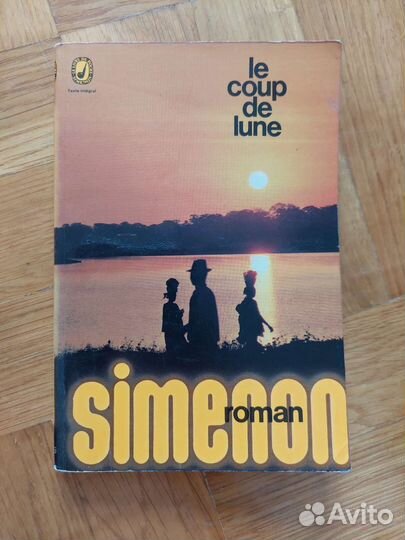 Texte intégral
le
coup
de
lune
simenon
roman
Avito